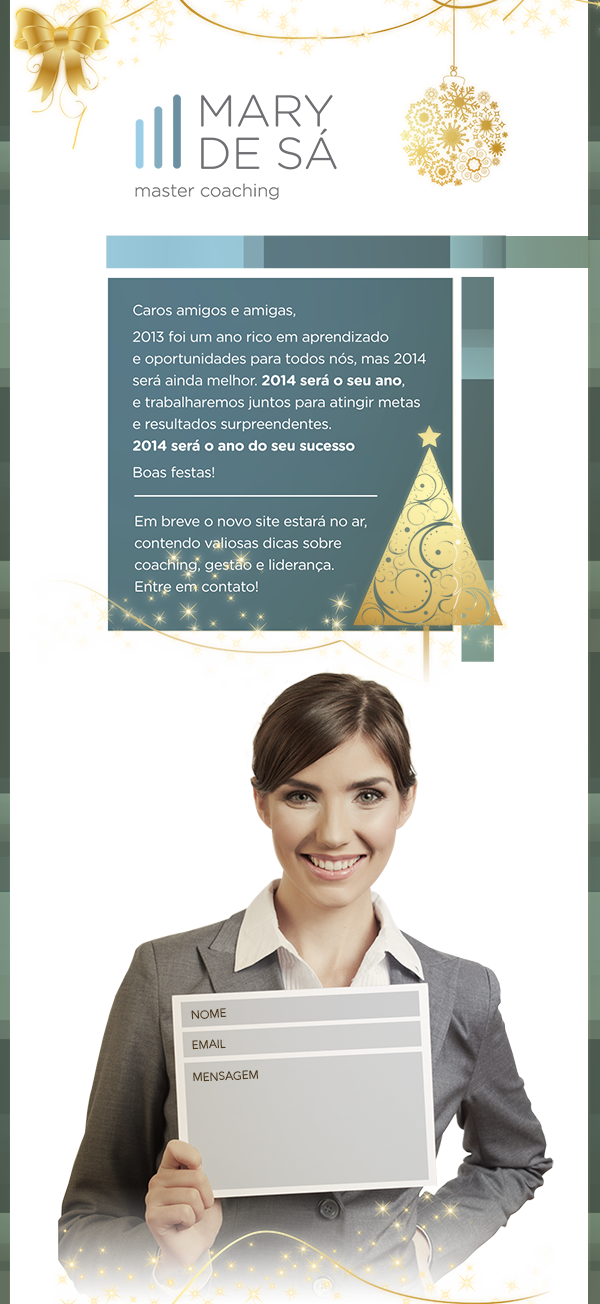 MARY
DE SÁ
master coaching
Caros amigos e amigas,
2013 foi um ano rico em aprendizado
e oportunidades para todos nós, mas 2014
será ainda melhor. 2014 será o seu ano,
e trabalharemos juntos para atingir metas
e resultados surpreendentes.
2014 será o ano do seu sucesso
Boas festas!
Em breve o novo site estará no ar,
contendo valiosas dicas sobre
coaching, gestão e liderança.
Entre em contato!
NOME
EMAIL
MENSAGEM